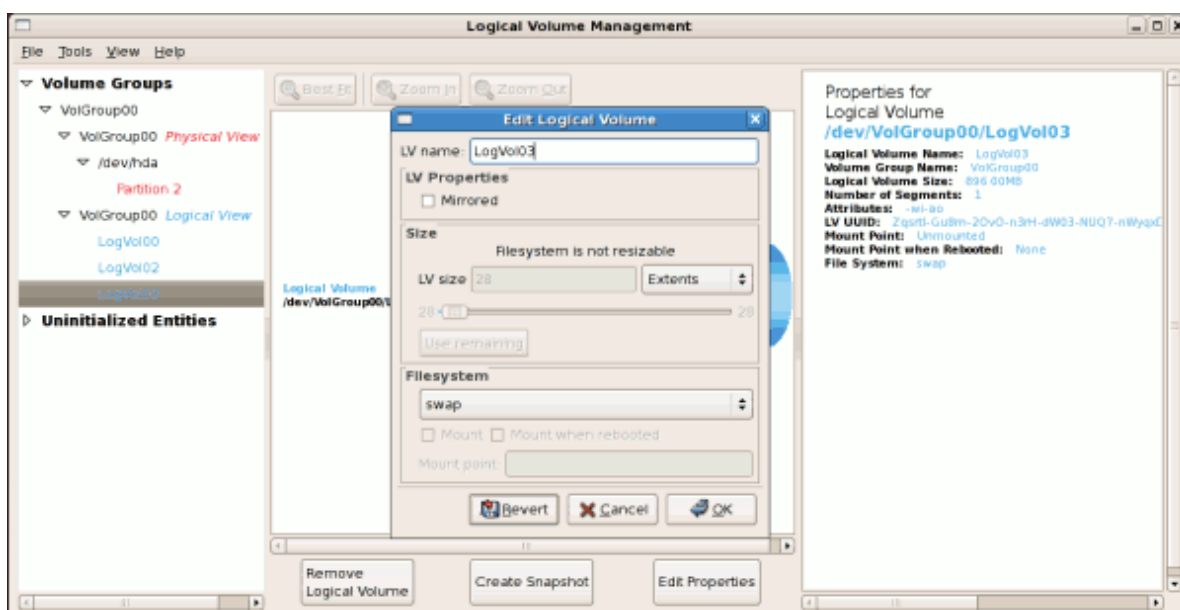 Logical Volume Management
File Tools View Help
Volume Groups
VolGroup00
VolGroup00 Physical View
/dev/hda
Partition 2
VolGroup00 Logical View
LogVol00
LogVol02
Uninitialized Entities
Best Fit Zoom In Zoom Out
Logical Volume
/dev/VolGroup00/L
Edit Logical Volume
LV name: LogVol03
LV Properties
Mirrored
Size
Filesystem is not resizable
LV size 28 Extents
28 28
Use remaining
Filesystem
swap
Mount Mount when rebooted
Mount point:
Revert Cancel OK
Remove
Logical Volume
Create Snapshot
Edit Properties
Properties for
Logical Volume
/dev/VolGroup00/LogVol03
Logical Volume Name: LogVol03
Volume Group Name: VolGroup00
Logical Volume Size: 896.00MB
Number of Segments: 1
Attributes: -wi-ao
LV UUID:
Mount Point: Unmounted
Mount Point when Rebooted: None
File System: swap